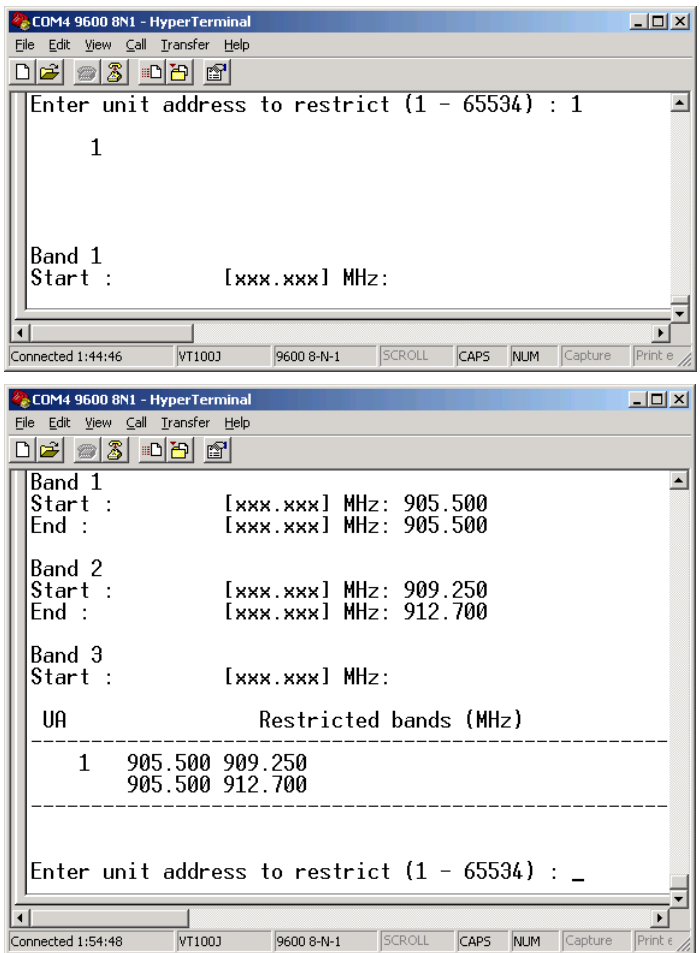 COM4 9600 8N1 - HyperTerminal
File Edit View Call Transfer Help
Enter unit address to restrict (1 - 65534) : 1
1
Band 1
Start : [xxx.xxx] MHz:
Connected 1:44:46 VT100J 9600 8-N-1 SCROLL CAPS NUM Capture Print e
COM4 9600 8N1 - HyperTerminal
File Edit View Call Transfer Help
Band 1
Start : [xxx.xxx] MHz: 905.500
End : [xxx.xxx] MHz: 905.500
Band 2
Start : [xxx.xxx] MHz: 909.250
End : [xxx.xxx] MHz: 912.700
Band 3
Start : [xxx.xxx] MHz:
UA Restricted bands (MHz)
--------------------------------------------------
1 905.500 909.250
905.500 912.700
--------------------------------------------------
Enter unit address to restrict (1 - 65534) : _
Connected 1:54:48 VT100J 9600 8-N-1 SCROLL CAPS NUM Capture Print e